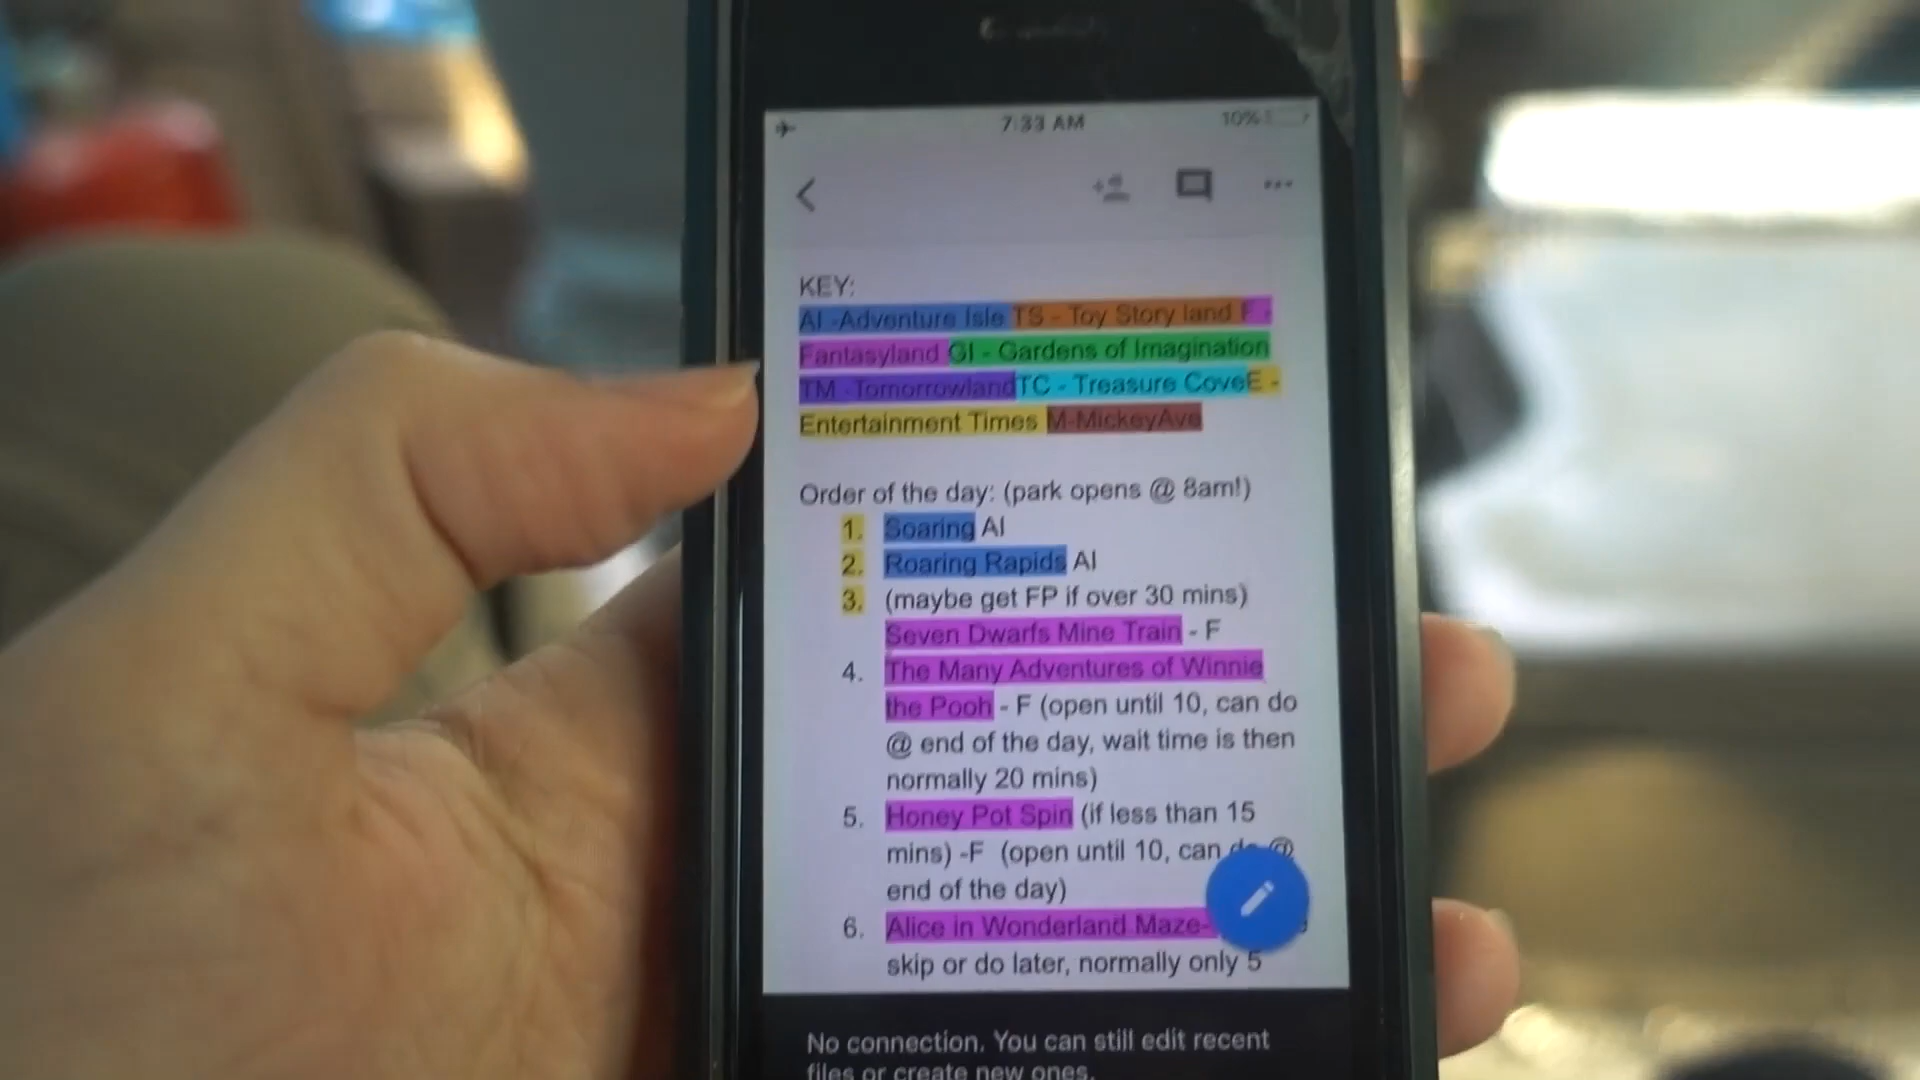 7:33 AM
10%
KEY:
AI -Adventure Isle TS - Toy Story land F -
Fantasyland GI - Gardens of Imagination
TM -TomorrowlandTC - Treasure CoveE -
Entertainment Times M-MickeyAve
Order of the day: (park opens @ 8am!)
1. Soaring AI
2. Roaring Rapids AI
3. (maybe get FP if over 30 mins)
Seven Dwarfs Mine Train - F
4. The Many Adventures of Winnie
the Pooh - F (open until 10, can do
@ end of the day, wait time is then
normally 20 mins)
5. Honey Pot Spin (if less than 15
mins) -F (open until 10, can do @
end of the day)
6. Alice in Wonderland Maze-
skip or do later, normally only 5
No connection. You can still edit recent
files or create new ones.